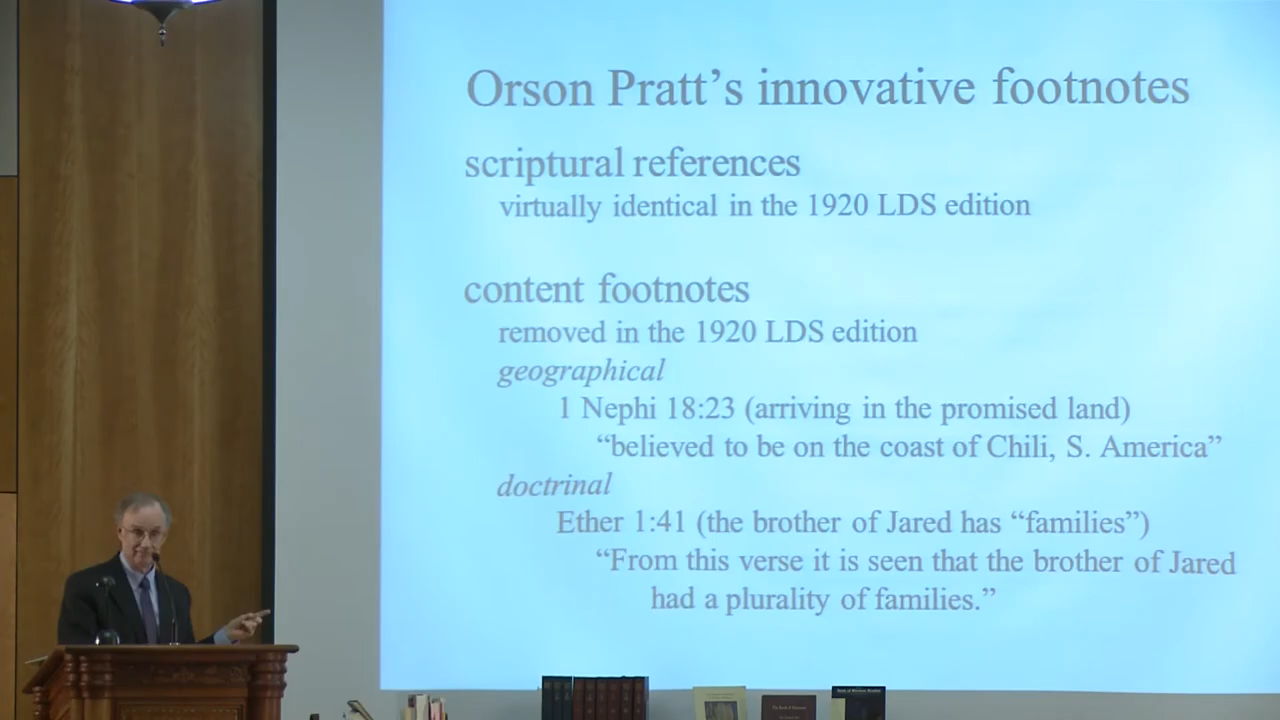 Orson Pratt’s innovative footnotes
scriptural references
virtually identical in the 1920 LDS edition
content footnotes
removed in the 1920 LDS edition
geographical
1 Nephi 18:23 (arriving in the promised land)
“believed to be on the coast of Chili, S. America”
doctrinal
Ether 1:41 (the brother of Jared has “families”)
“From this verse it is seen that the brother of Jared
had a plurality of families.”